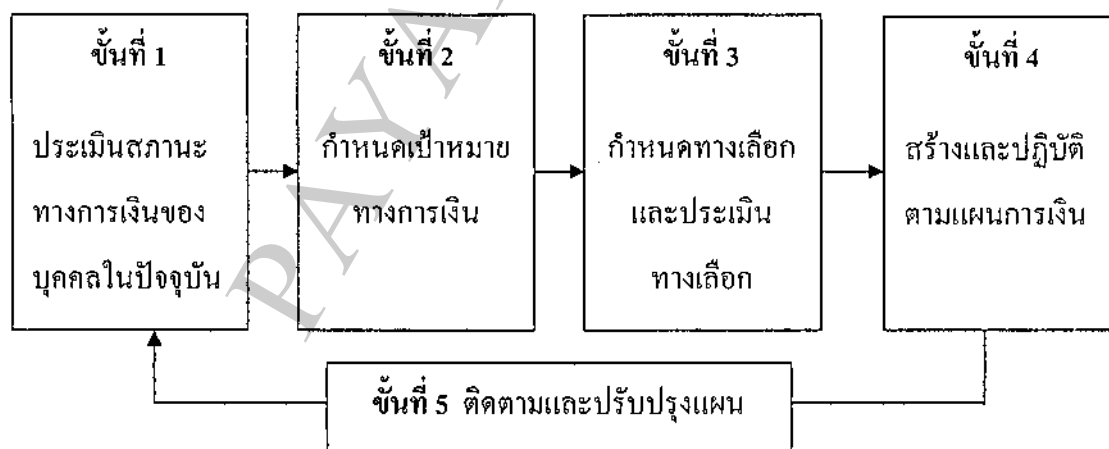 ขั้นที่ 1
ประเมินสภานะ
ทางการเงินของ
บุคคลในปัจจุบัน
ขั้นที่ 2
กำหนดเป้าหมาย
ทางการเงิน
ขั้นที่ 3
กำหนดทางเลือก
และประเมิน
ทางเลือก
ขั้นที่ 4
สร้างและปฏิบัติ
ตามแผนการเงิน
ขั้นที่ 5 ติดตามและปรับปรุงแผน
PAYA